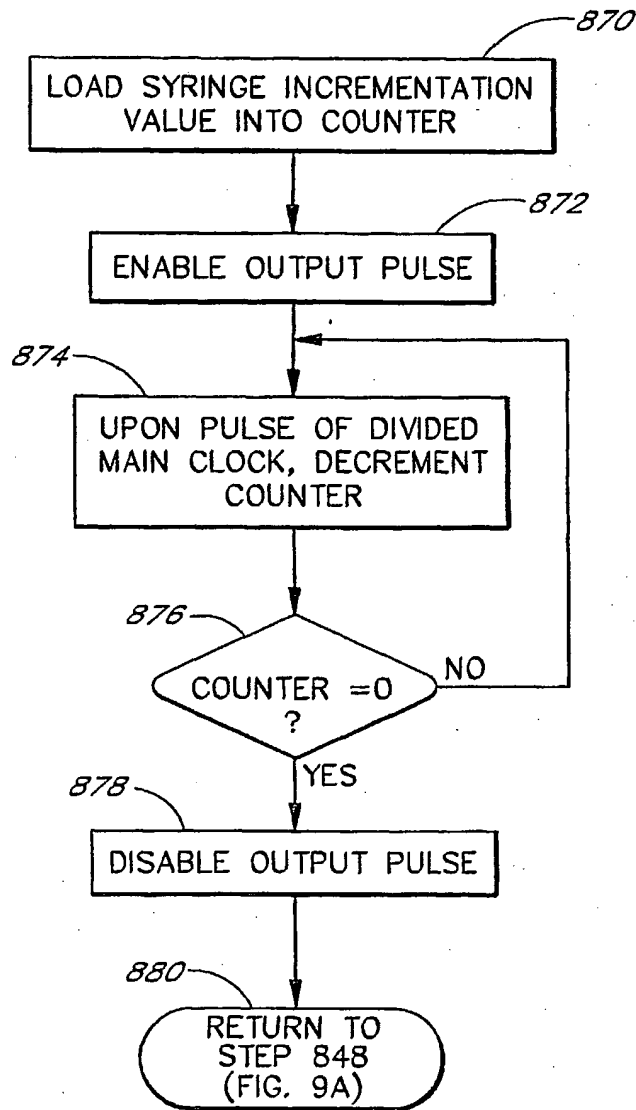 870
LOAD SYRINGE INCREMENTATION
VALUE INTO COUNTER
872
ENABLE OUTPUT PULSE
874
UPON PULSE OF DIVIDED
MAIN CLOCK, DECREMENT
COUNTER
876
COUNTER =0
?
NO
YES
878
DISABLE OUTPUT PULSE
880
RETURN TO
STEP 848
(FIG. 9A)